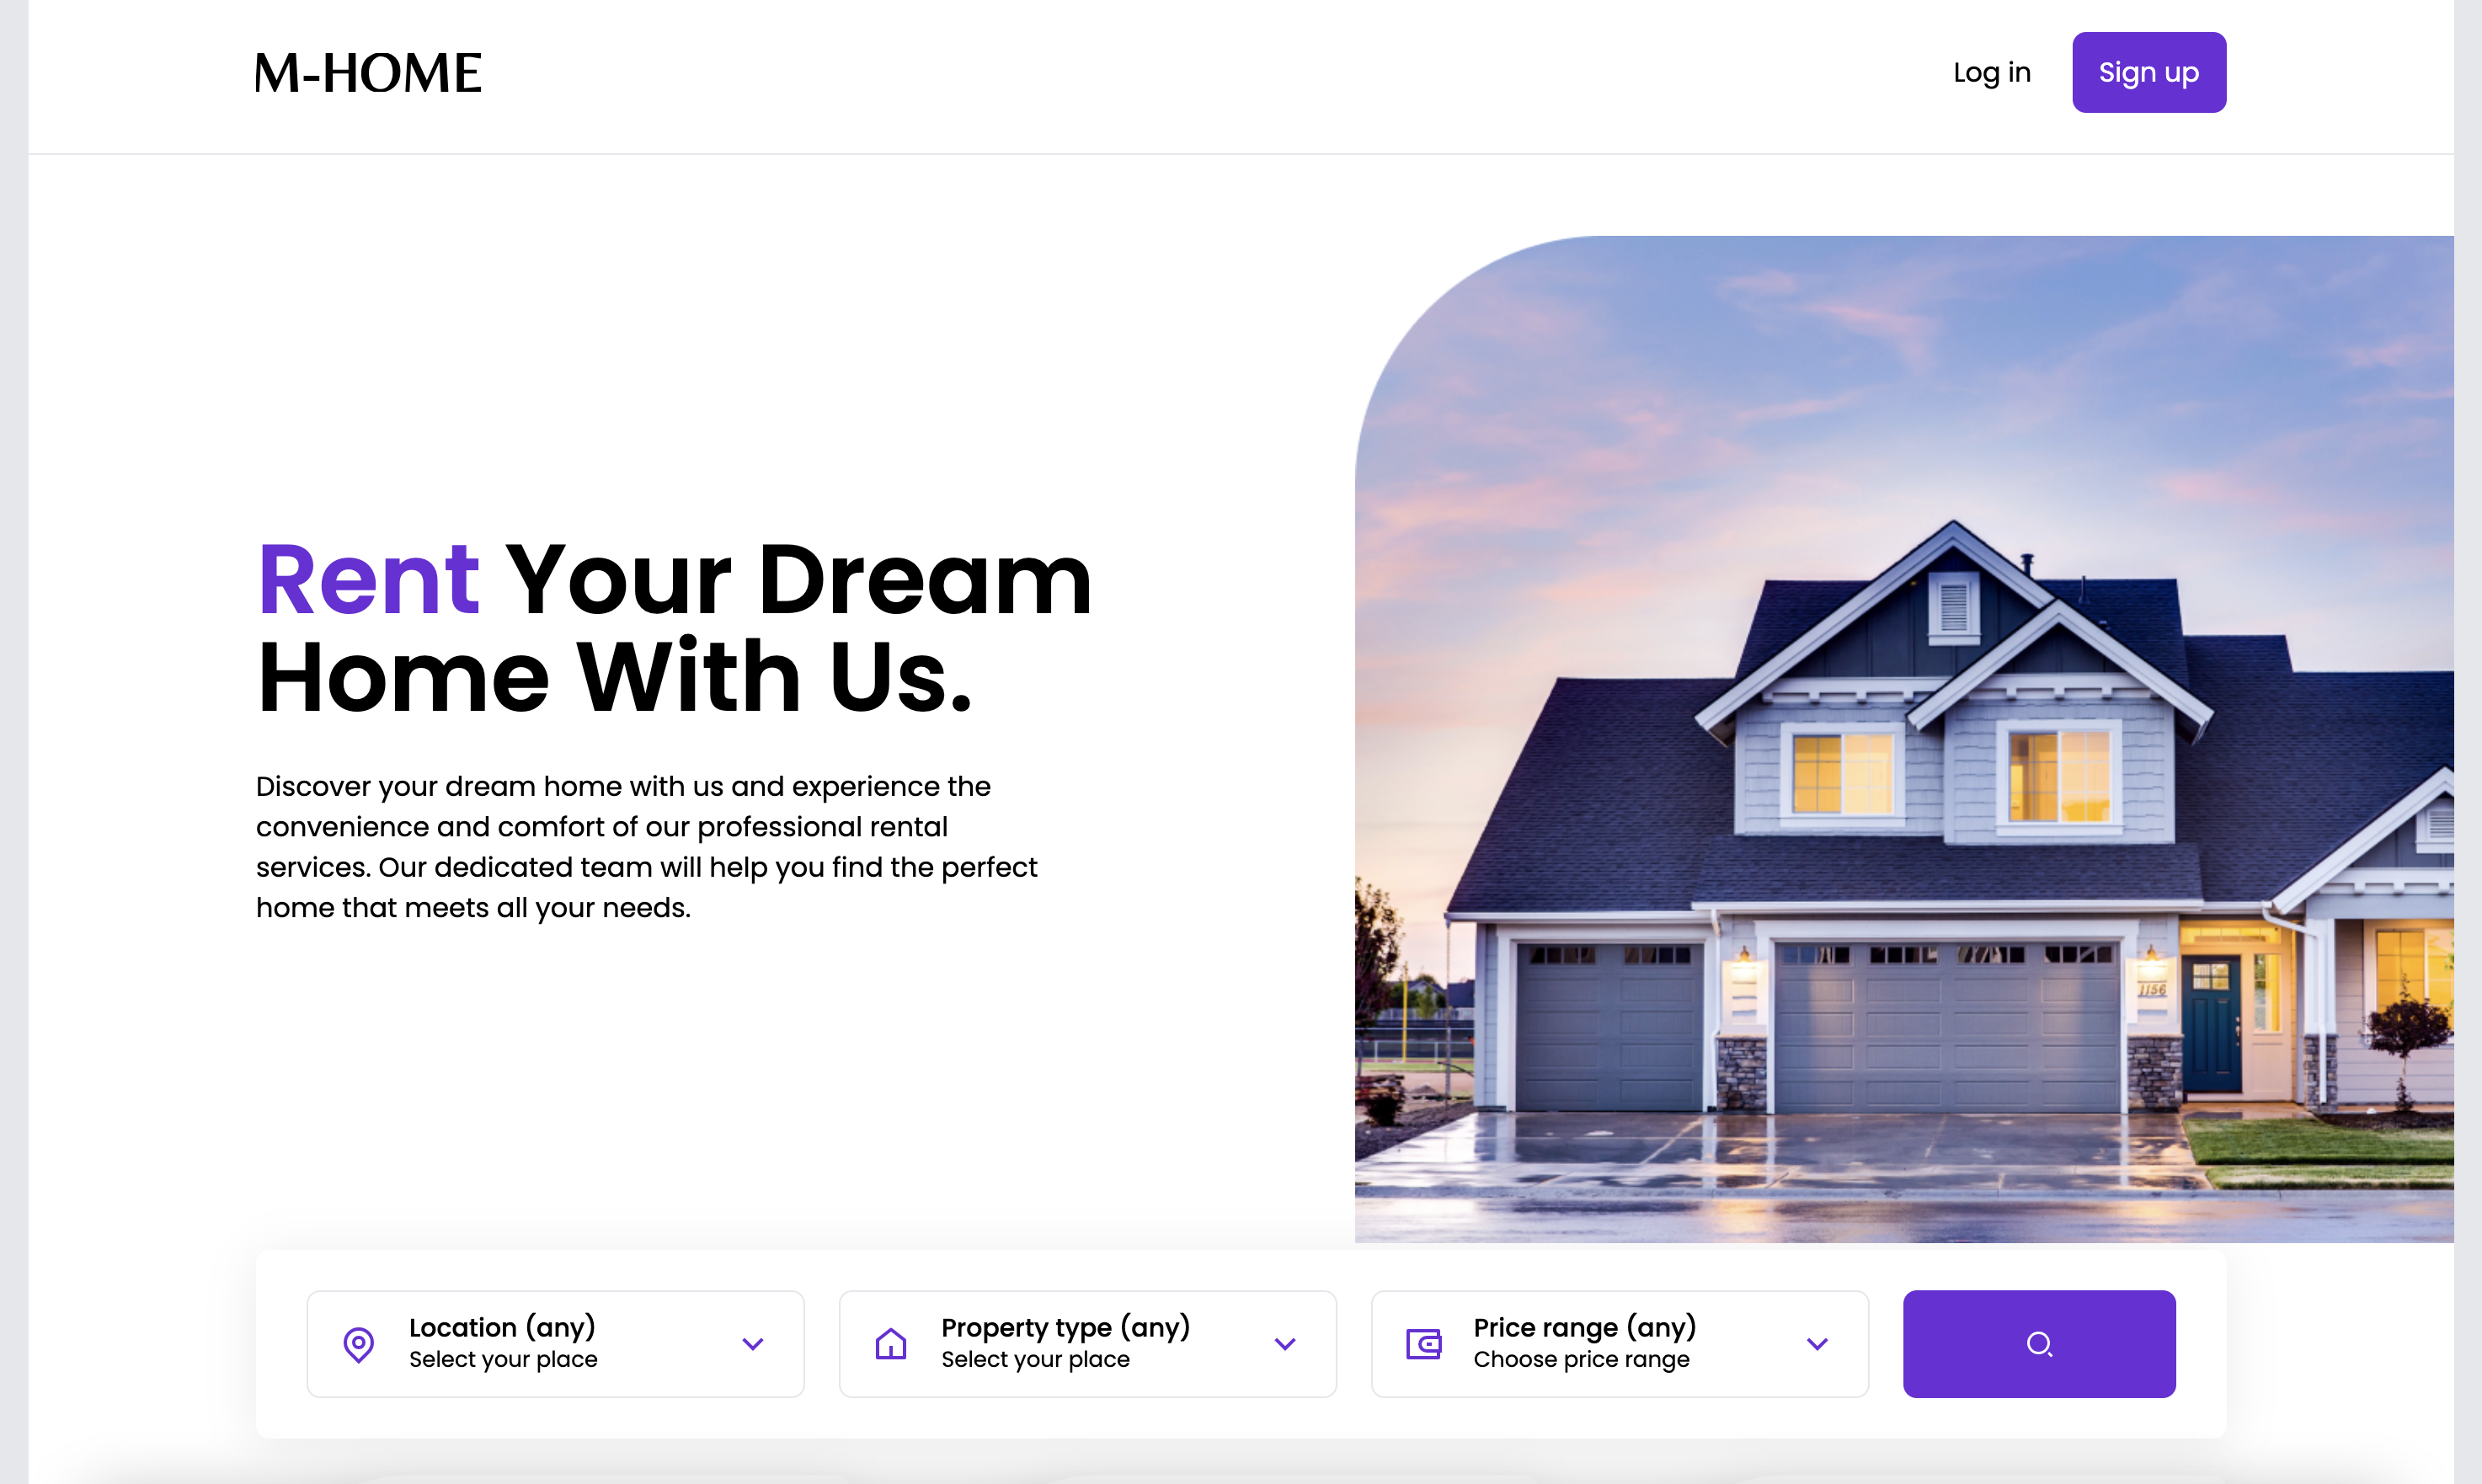 M-HOME
Log in
Sign up
Rent Your Dream
Home With Us.
Discover your dream home with us and experience the
convenience and comfort of our professional rental
services. Our dedicated team will help you find the perfect
home that meets all your needs.
1156
Location (any)
Select your place
Property type (any)
Select your place
Price range (any)
Choose price range